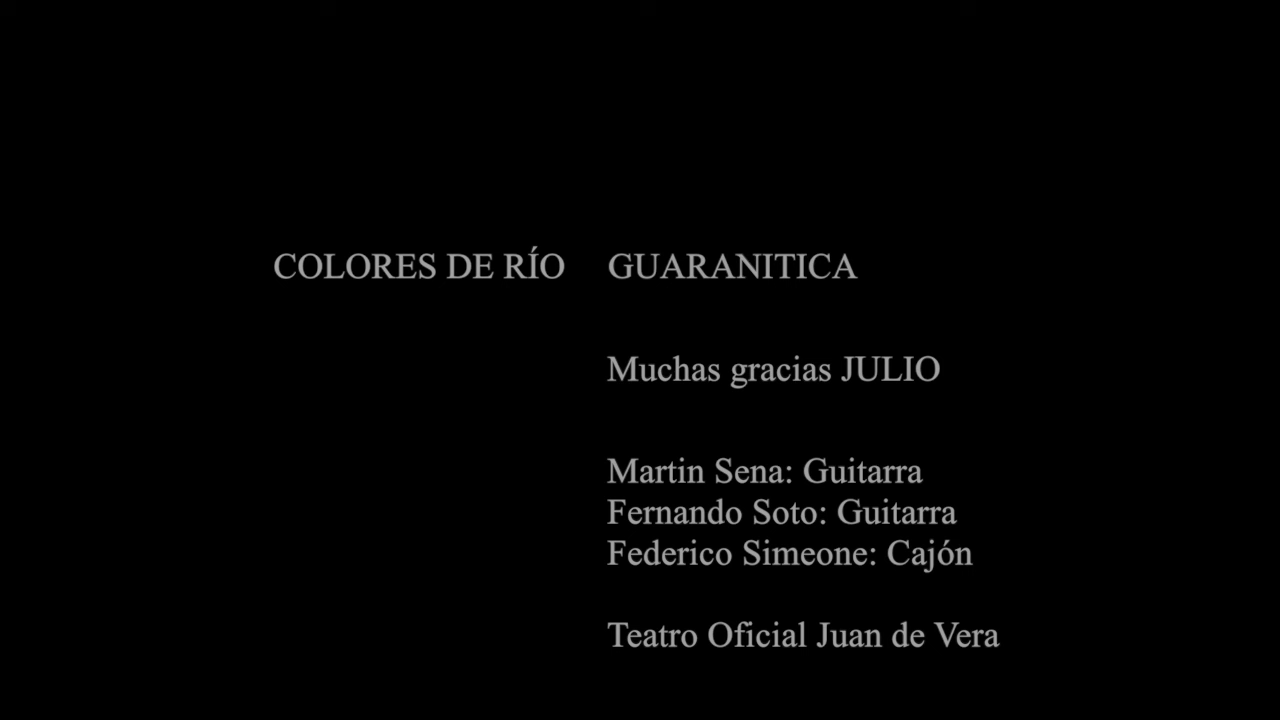 COLORES DE RÍO GUARANITICA
Muchas gracias JULIO
Martin Sena: Guitarra
Fernando Soto: Guitarra
Federico Simeone: Cajón
Teatro Oficial Juan de Vera